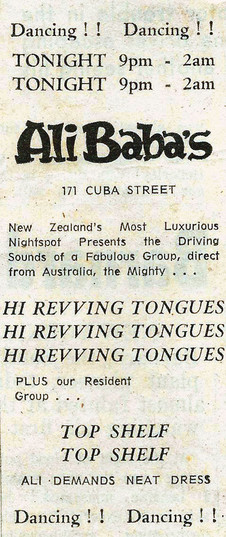 Dancing ! ! Dancing ! !
TONIGHT 9pm - 2am
TONIGHT 9pm - 2am
Ali Baba's
171 CUBA STREET
New Zealand's Most Luxurious
Nightspot Presents the Driving
Sounds of a Fabulous Group, direct
from Australia, the Mighty . . .
HI REVVING TONGUES
HI REVVING TONGUES
HI REVVING TONGUES
PLUS our Resident
Group . . .
TOP SHELF
TOP SHELF
ALI DEMANDS NEAT DRESS
Dancing ! ! Dancing ! !